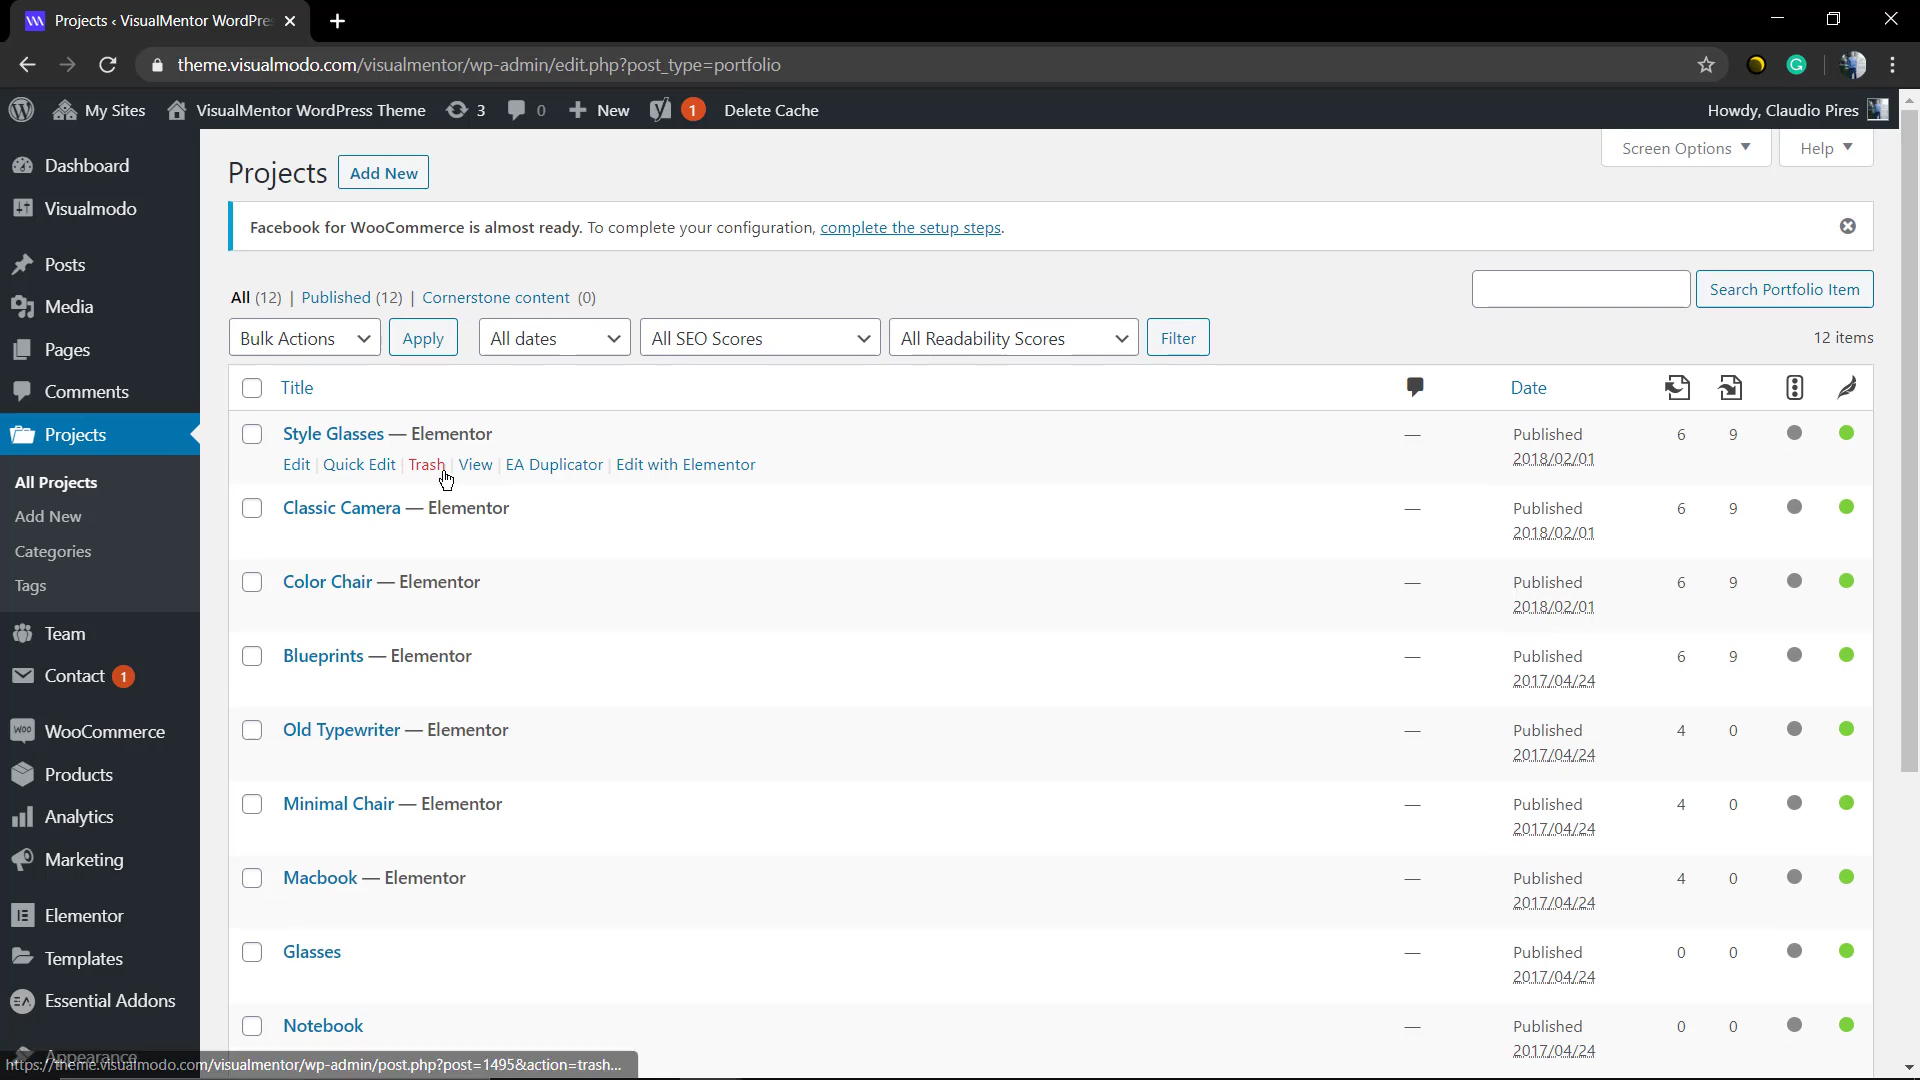 Projects ‹ VisualMentor WordPre
theme.visualmodo.com/visualmentor/wp-admin/edit.php?post_type=portfolio
My Sites VisualMentor WordPress Theme 3 0 New 1 Delete Cache Howdy, Claudio Pires
Screen Options Help
Dashboard
Visualmodo
Posts
Media
Pages
Comments
Projects
All Projects
Add New
Categories
Tags
Team
Contact 1
WooCommerce
Products
Analytics
Marketing
Elementor
Templates
Essential Addons
Appearance
Projects Add New
Facebook for WooCommerce is almost ready. To complete your configuration, complete the setup steps.
All (12) | Published (12) | Cornerstone content (0)
Search Portfolio Item
Bulk Actions Apply All dates All SEO Scores All Readability Scores Filter 12 items
Title Date
Style Glasses — Elementor — Published 6 9
2018/02/01
Edit | Quick Edit | Trash | View | EA Duplicator | Edit with Elementor
Classic Camera — Elementor — Published 6 9
2018/02/01
Color Chair — Elementor — Published 6 9
2018/02/01
Blueprints — Elementor — Published 6 9
2017/04/24
Old Typewriter — Elementor — Published 4 0
2017/04/24
Minimal Chair — Elementor — Published 4 0
2017/04/24
Macbook — Elementor — Published 4 0
2017/04/24
Glasses — Published 0 0
2017/04/24
Notebook — Published 0 0
2017/04/24
https://theme.visualmodo.com/visualmentor/wp-admin/post.php?post=1495&action=trash...